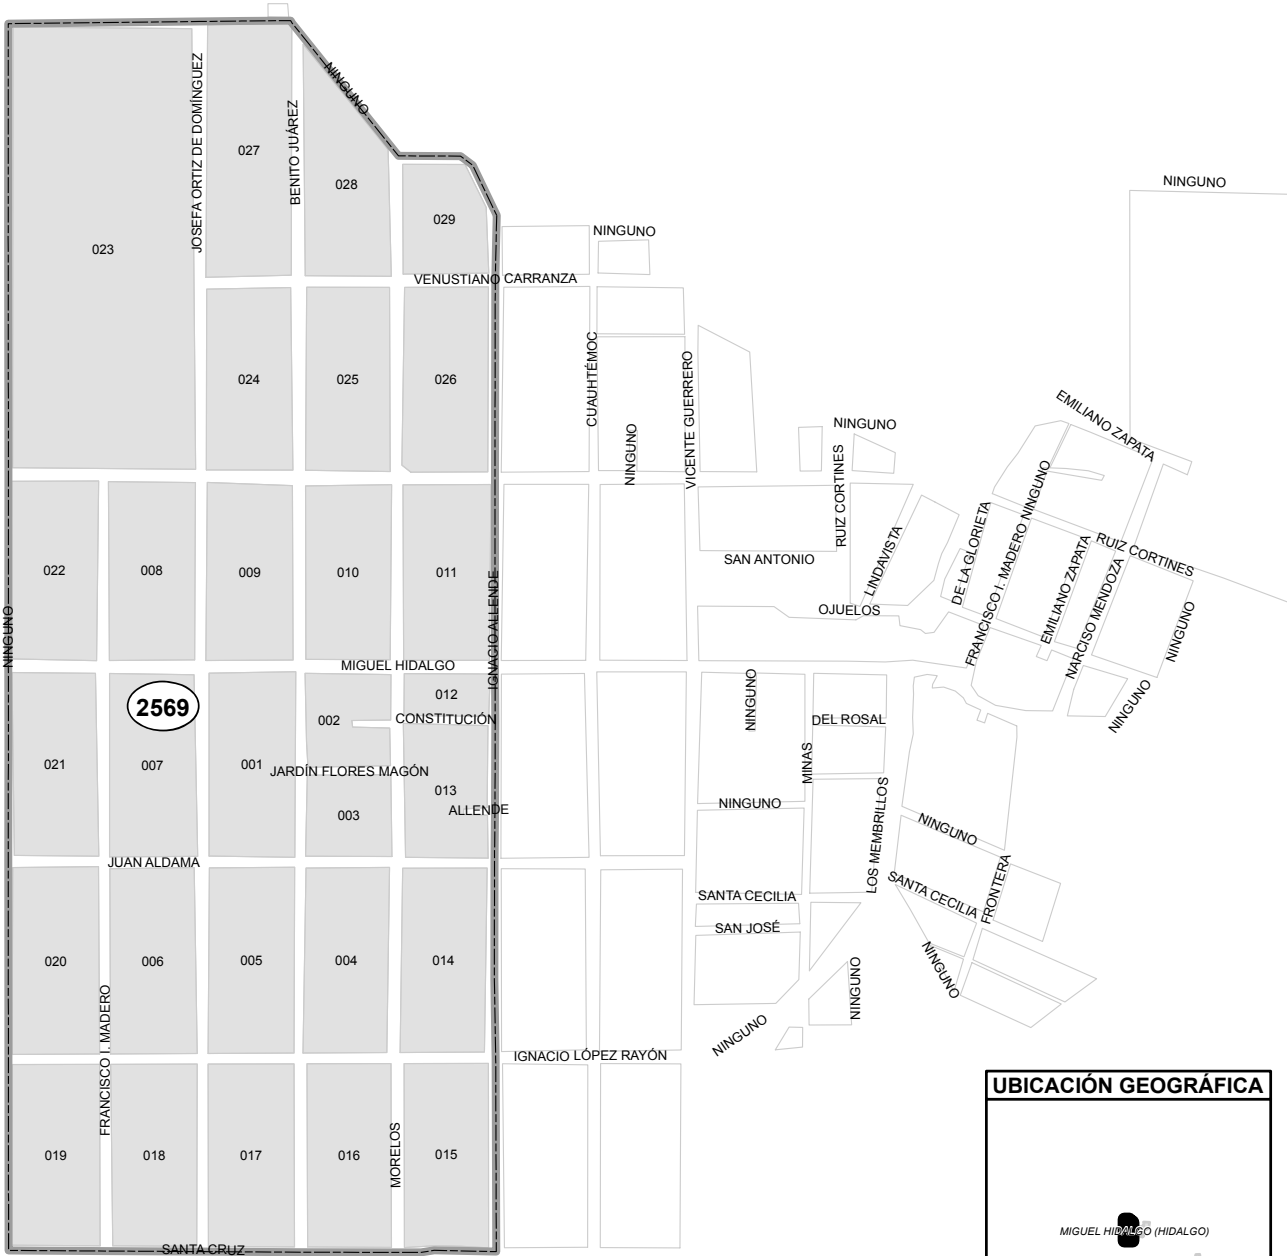 NINGUNO
JOSEFA ORTIZ DE DOMÍNGUEZ
BENITO JUÁREZ
027
028
029
023
NINGUNO
NINGUNO
VENUSTIANO CARRANZA
024
025
026
CUAUHTÉMOC
VICENTE GUERRERO
NINGUNO
NINGUNO
RUIZ CORTINES
EMILIANO ZAPATA
022
008
009
010
011
SAN ANTONIO
LINDAVISTA
DE LA GLORIETA
FRANCISCO I. MADERO
NINGUNO
EMILIANO ZAPATA
NARCISO MENDOZA
RUIZ CORTINES
NINGUNO
OJUELOS
NINGUNO
IGNACIO ALLENDE
MIGUEL HIDALGO
2569
002
012
CONSTITUCIÓN
NINGUNO
DEL ROSAL
NINGUNO
021
007
001
JARDÍN FLORES MAGÓN
013
003
ALLENDE
MINAS
NINGUNO
LOS MEMBRILLOS
NINGUNO
JUAN ALDAMA
SANTA CECILIA
SANTA CECILIA
FRONTERA
SAN JOSÉ
020
006
005
004
014
NINGUNO
NINGUNO
NINGUNO
FRANCISCO I. MADERO
IGNACIO LÓPEZ RAYÓN
019
018
017
016
MORELOS
015
SANTA CRUZ
UBICACIÓN GEOGRÁFICA
MIGUEL HIDALGO (HIDALGO)